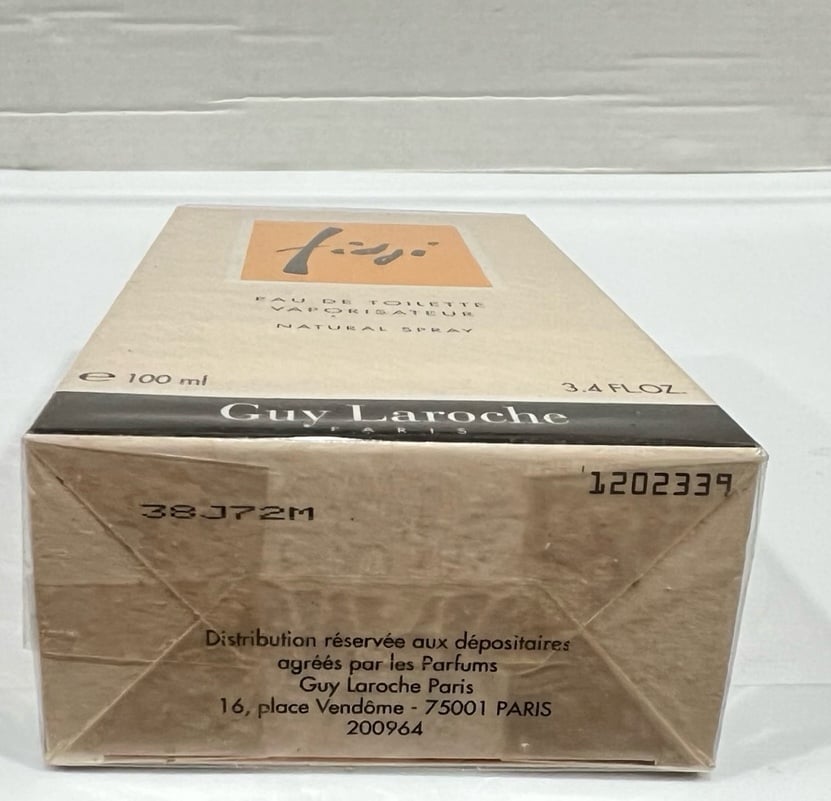 fidji
EAU DE TOILETTE
VAPORISATEUR
NATURAL SPRAY
℮ 100 ml
3.4 FL.OZ.
Guy Laroche
PARIS
38J72M
1202339
Distribution réservée aux dépositaires
agréés par les Parfums
Guy Laroche Paris
16, place Vendôme - 75001 PARIS
200964